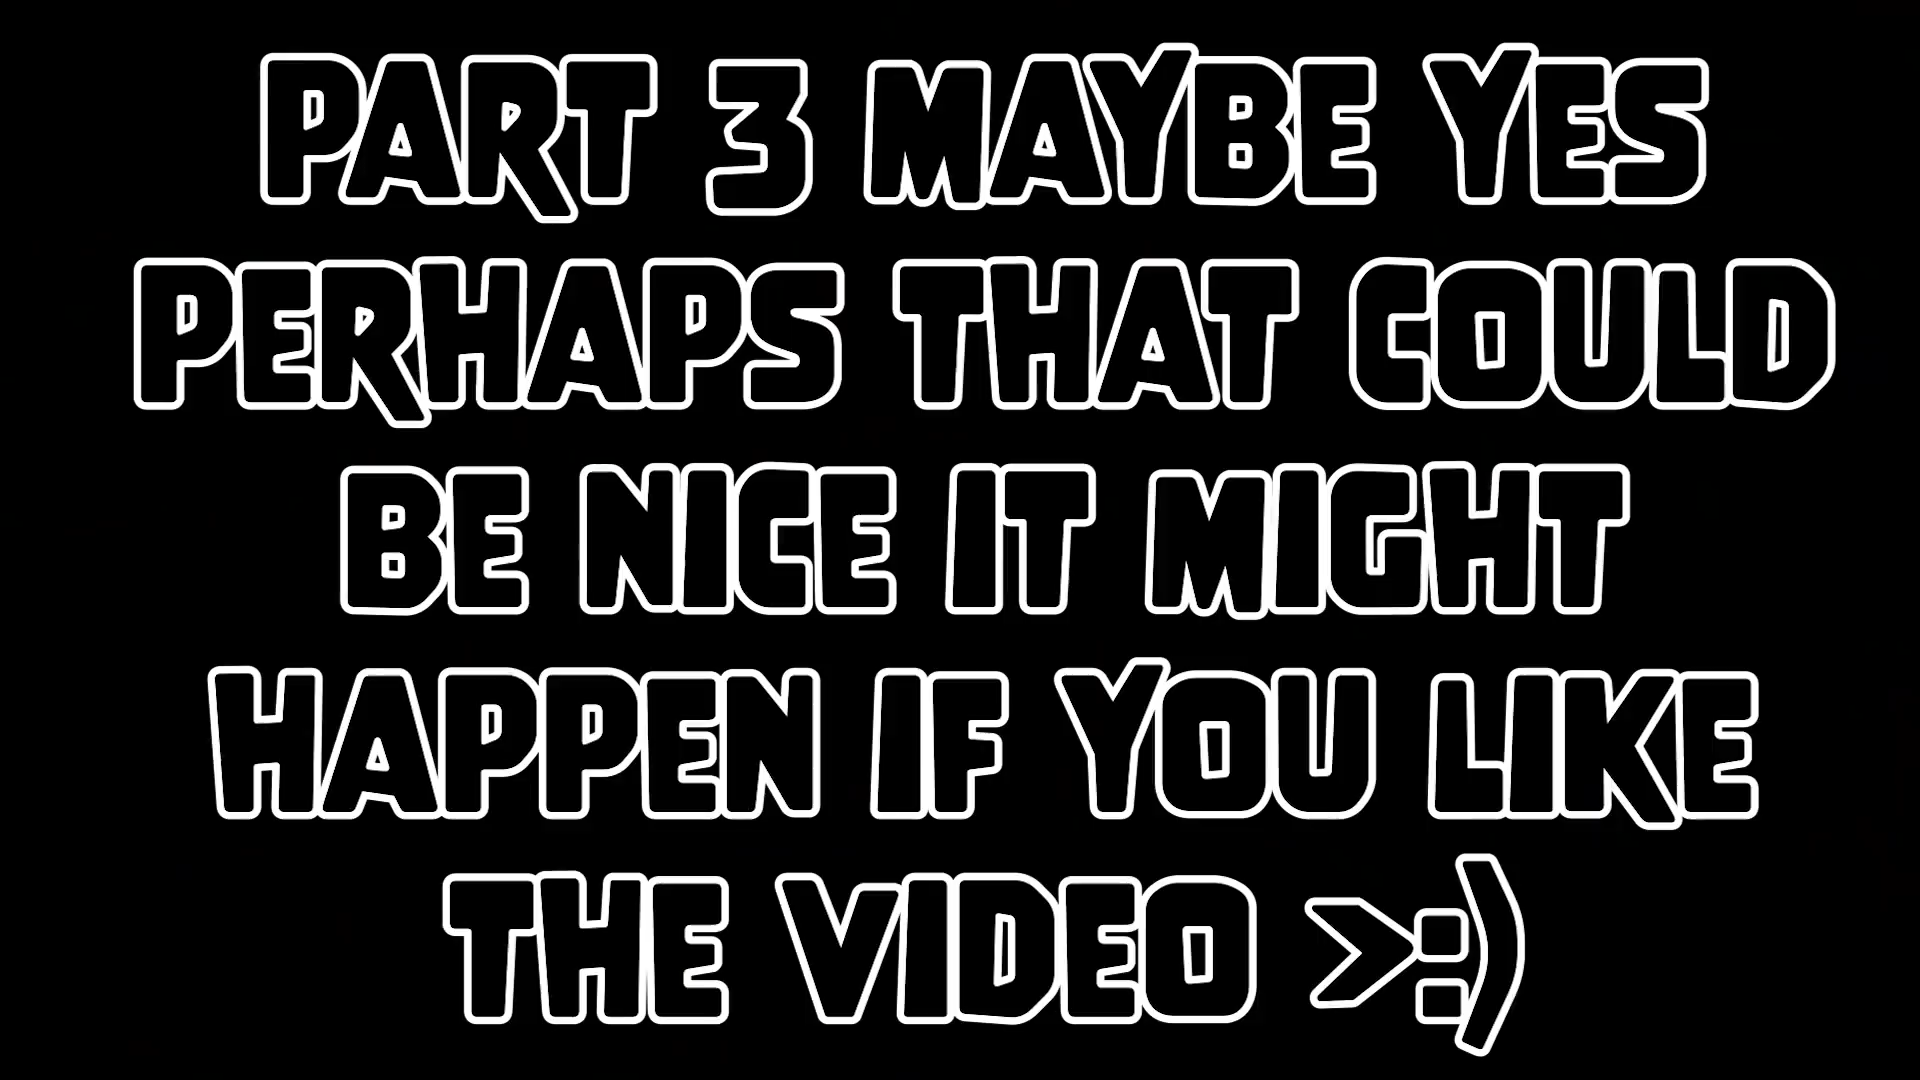 PART 3 MAYBE YES
PERHAPS THAT COULD
BE NICE IT MIGHT
HAPPEN IF YOU LIKE
THE VIDEO >:)